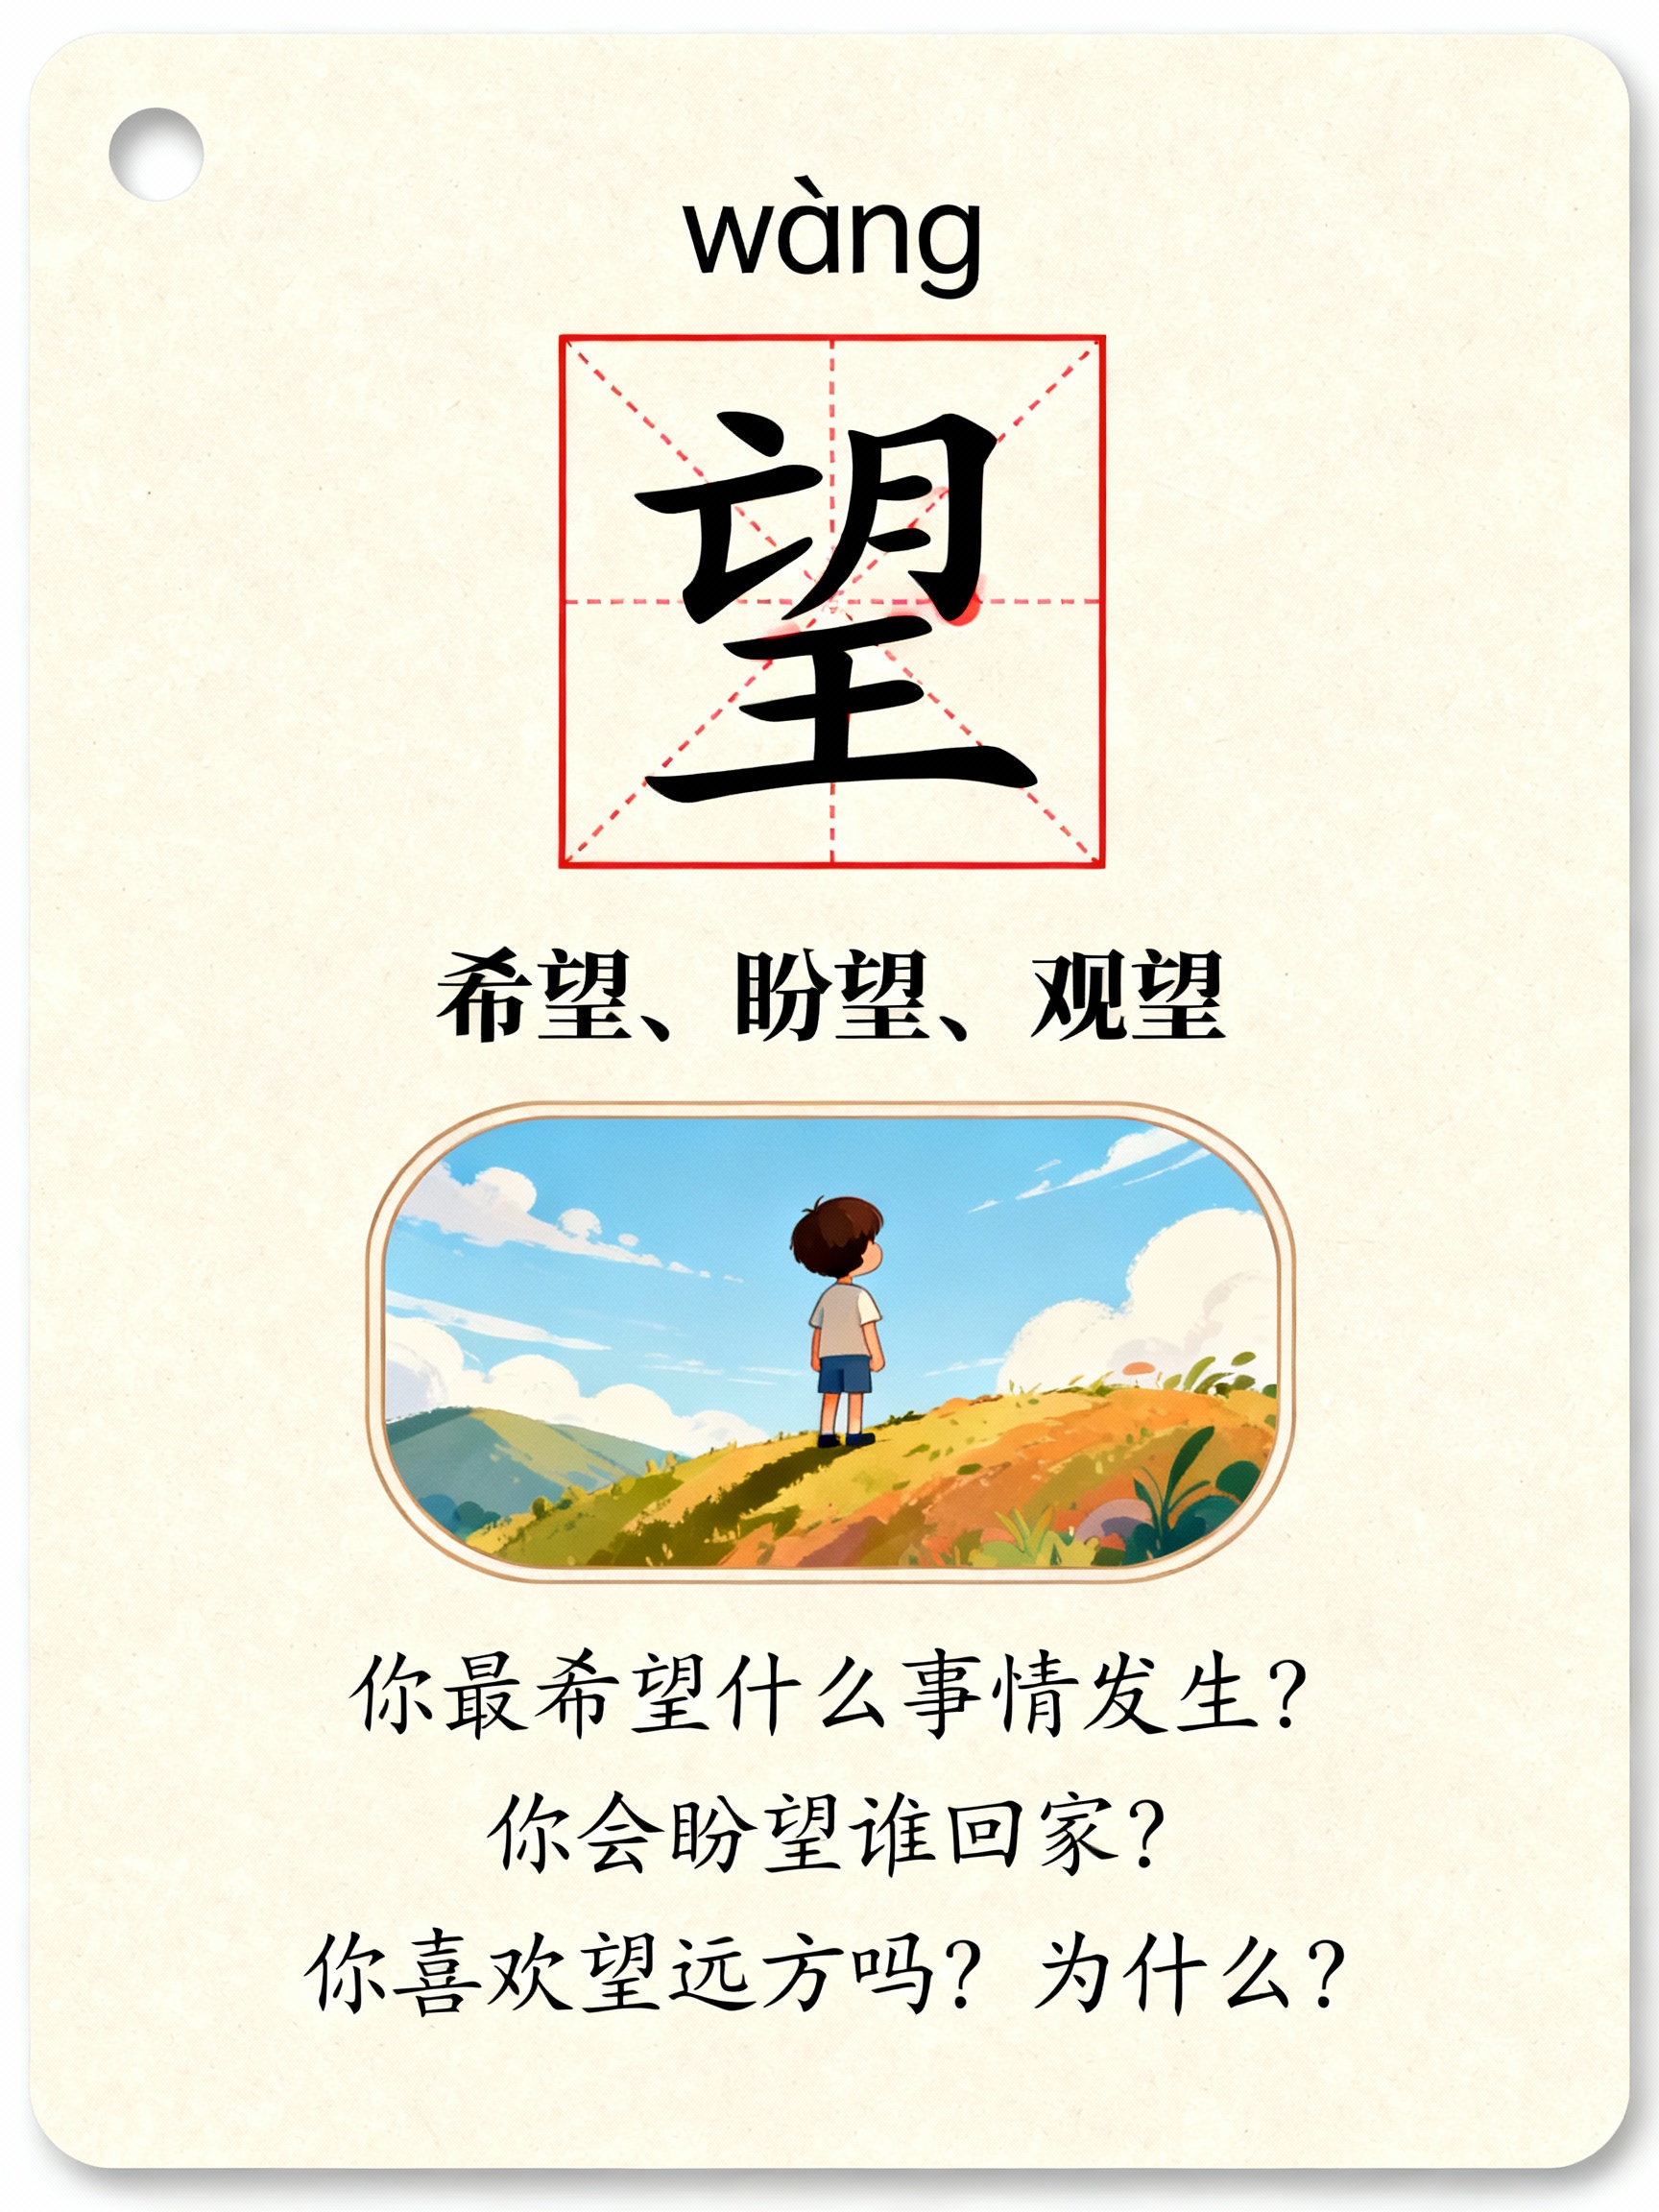 wàng
望
希望、盼望、观望
你最希望什么事情发生？
你会盼望谁回家？
你喜欢望远方吗？为什么？